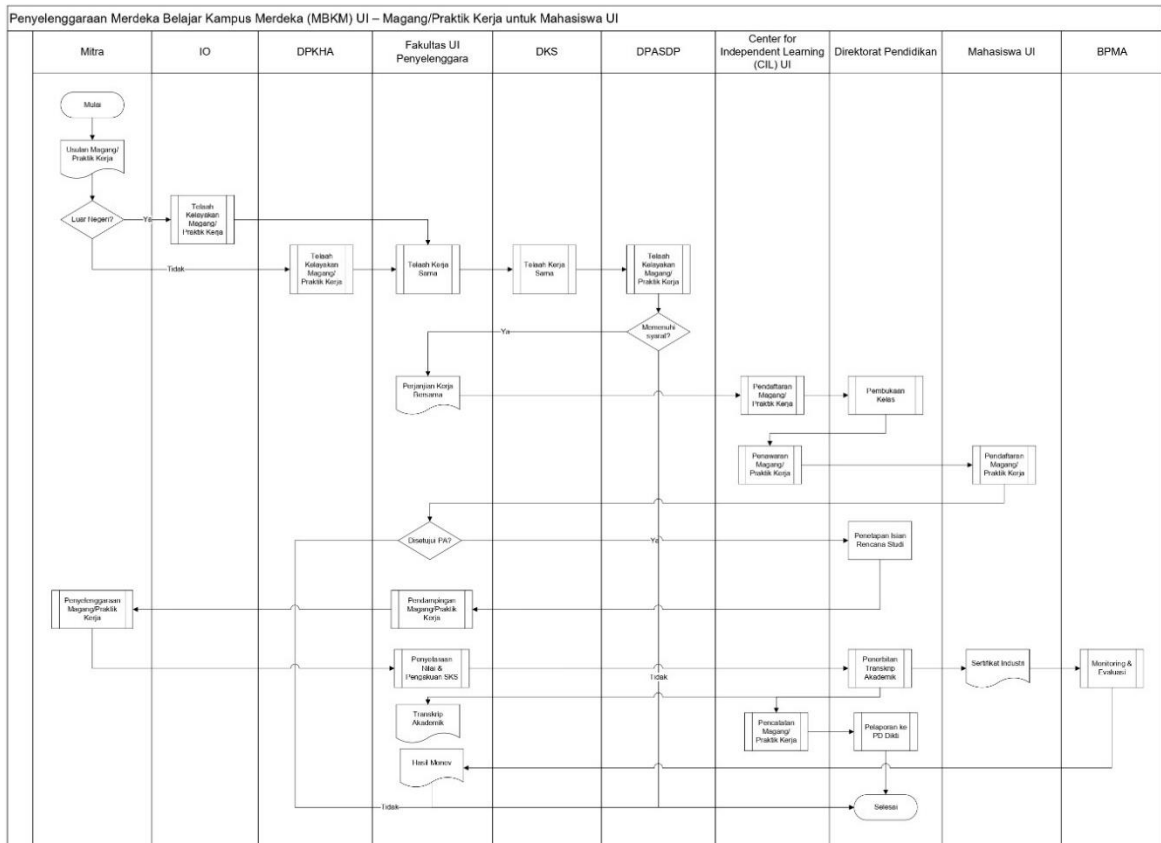 Penyelenggaraan Merdeka Belajar Kampus Merdeka (MBKM) UI – Magang/Praktik Kerja untuk Mahasiswa UI
Mitra
IO
DPKHA
Fakultas UI
Penyelenggara
DKS
DPASDP
Center for
Independent Learning
(CIL) UI
Direktorat Pendidikan
Mahasiswa UI
BPMA
Mulai
Usulan Magang/
Praktik Kerja
Luar Negeri?
Ya
Telaah
Kelayakan
Magang/
Praktik Kerja
Tidak
Telaah
Kelayakan
Magang/
Praktik Kerja
Telaah Kerja
Sama
Telaah Kerja
Sama
Telaah
Kelayakan
Magang/
Praktik Kerja
Memenuhi
syarat?
Ya
Perjanjian Kerja
Bersama
Pendaftaran
Magang/
Praktik Kerja
Pembukaan
Kelas
Penawaran
Magang/
Praktik Kerja
Pendaftaran
Magang/
Praktik Kerja
Disetujui PA?
Ya
Penetapan Isian
Rencana Studi
Penyelenggaraan
Magang/Praktik
Kerja
Pendampingan
Magang/Praktik
Kerja
Penyetaraan
Nilai &
Pengakuan SKS
Tidak
Penerbitan
Transkrip
Akademik
Sertifikat Industri
Monitoring &
Evaluasi
Transkrip
Akademik
Pencatatan
Magang/
Praktik Kerja
Pelaporan ke
PD Dikti
Hasil Monev
Tidak
Selesai